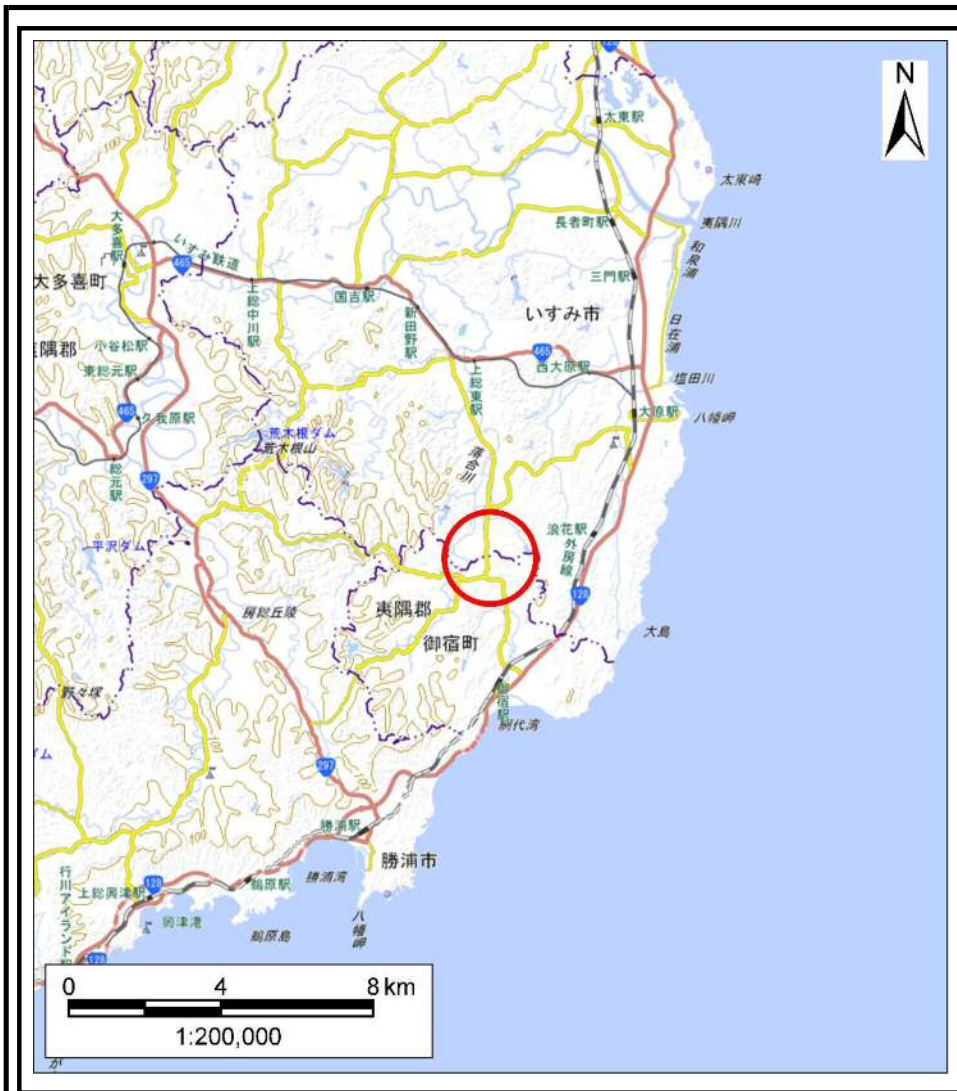 128
N
太東駅
太東崎
夷隅川
長者町駅
和泉浦
大多喜駅
いすみ鉄道
465
大多喜町
上総中川駅
国吉駅
三門駅
新田野駅
いすみ市
日在浦
小谷松駅
465
西大原駅
東総元駅
上総東駅
塩田川
大原駅
八幡岬
465
久我原駅
荒木根ダム
荒木根山
落合川
総元駅
297
浪花駅
外房線
平沢ダム
128
夷隅郡
房総丘陵
御宿町
大島
野々塚
御宿駅
網代湾
297
勝浦駅
勝浦市
100
100
128
上総興津駅
鵜原駅
勝浦湾
行川アイランド駅
興津港
鵜原島
八幡岬
128
0 4 8 km
1:200,000